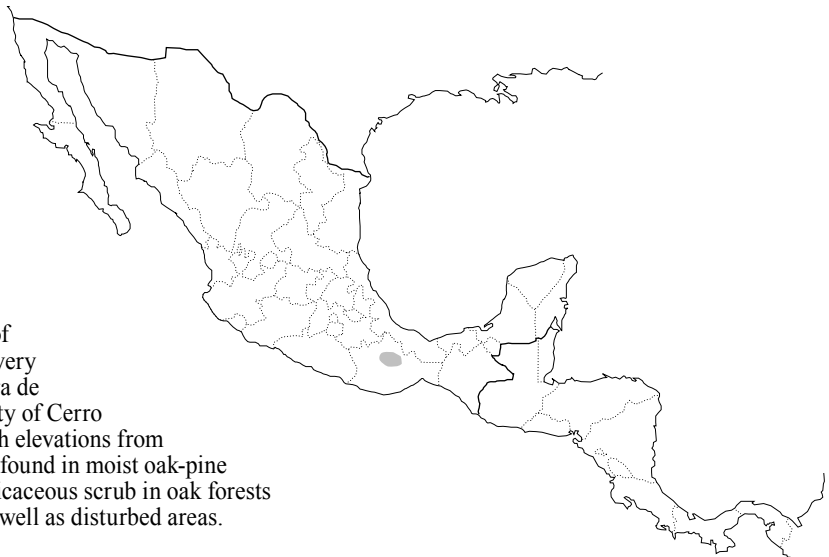 of
very
a de
ty of Cerro
h elevations from
found in moist oak-pine
icaceous scrub in oak forests
well as disturbed areas.